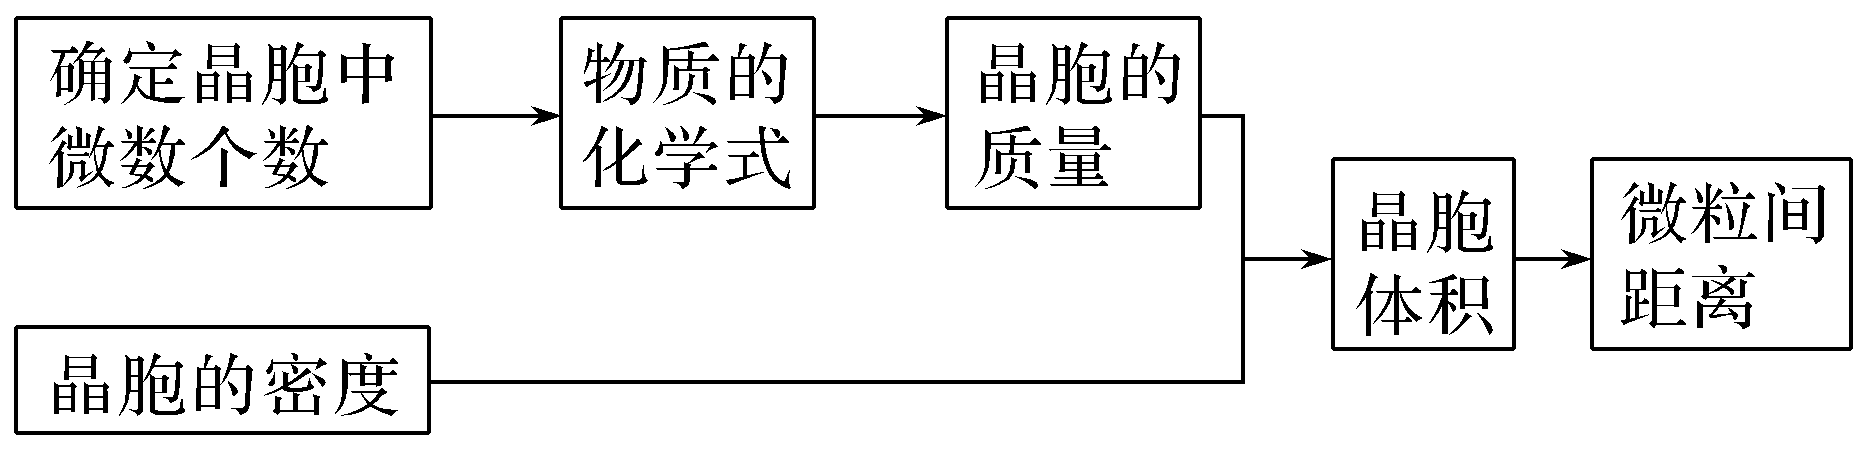 确定晶胞中
微数个数
物质的
化学式
晶胞的
质量
晶胞的密度
晶胞
体积
微粒间
距离